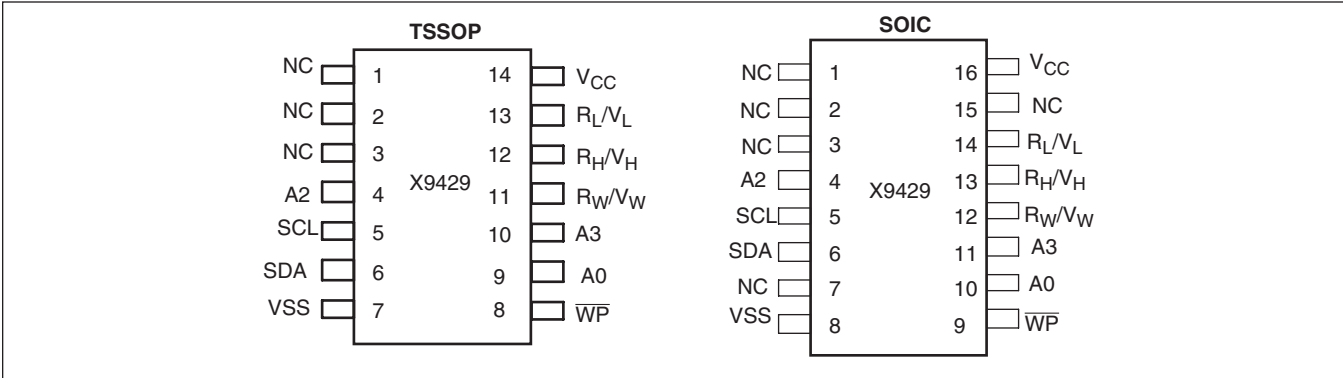 TSSOP
NC 1 14 VCC
NC 2 13 RL/VL
NC 3 12 RH/VH
X9429
A2 4 11 RW/VW
SCL 5 10 A3
SDA 6 9 A0
VSS 7 8 WP
SOIC
NC 1 16 VCC
NC 2 15 NC
NC 3 14 RL/VL
A2 4 13 RH/VH
X9429
SCL 5 12 RW/VW
SDA 6 11 A3
NC 7 10 A0
VSS 8 9 WP